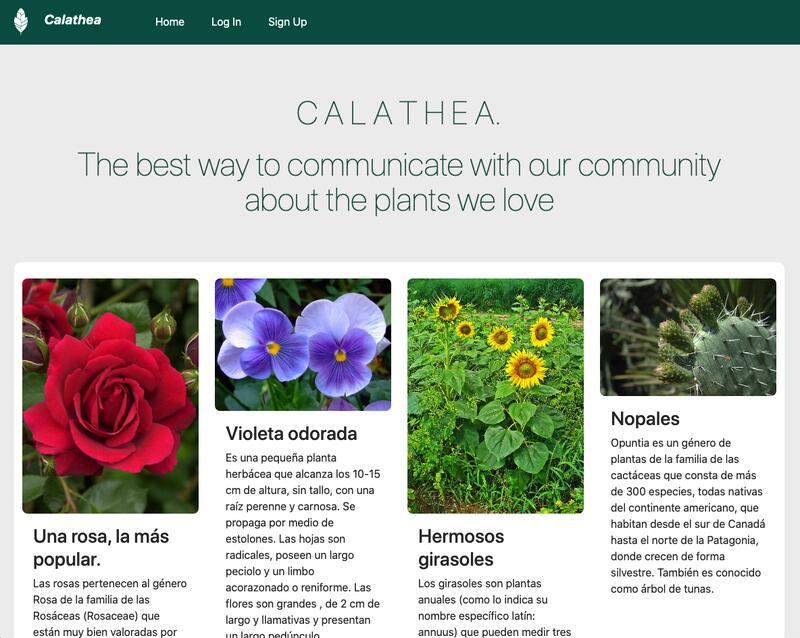 Calathea
Home
Log In
Sign Up
CALATHEA.
The best way to communicate with our community
about the plants we love
Una rosa, la más
popular.
Las rosas pertenecen al género
Rosa de la familia de las
Rosáceas (Rosaceae) que
están muy bien valoradas por
Violeta odorada
Es una pequeña planta
herbácea que alcanza los 10-15
cm de altura, sin tallo, con una
raíz perenne y carnosa. Se
propaga por medio de
estolones. Las hojas son
radicales, poseen un largo
peciolo y un limbo
acorazonado o reniforme. Las
flores son grandes , de 2 cm de
largo y llamativas y presentan
un largo pedúnculo
Hermosos
girasoles
Los girasoles son plantas
anuales (como lo indica su
nombre específico latín:
annuus) que pueden medir tres
Nopales
Opuntia es un género de
plantas de la familia de las
cactáceas que consta de más
de 300 especies, todas nativas
del continente americano, que
habitan desde el sur de Canadá
hasta el norte de la Patagonia,
donde crecen de forma
silvestre. También es conocido
como árbol de tunas.